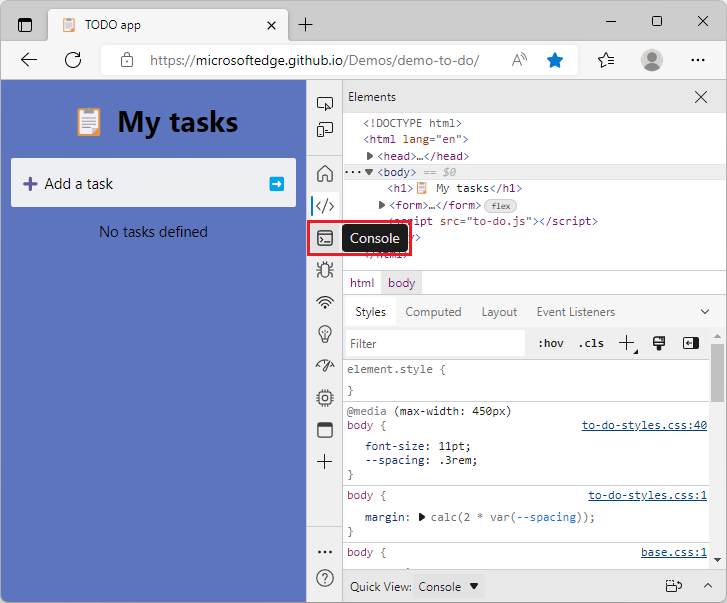 TODO app
https://microsoftedge.github.io/Demos/demo-to-do/
My tasks
Add a task
No tasks defined
Elements
<!DOCTYPE html>
<html lang="en">
<head>…</head>
<body> == $0
<h1>📋 My tasks</h1>
<form>…</form> flex
<script src="to-do.js"></script>
Console
html body
Styles Computed Layout Event Listeners
Filter :hov .cls
element.style {
}
@media (max-width: 450px)
body { to-do-styles.css:40
font-size: 11pt;
--spacing: .3rem;
}
body { to-do-styles.css:1
margin: calc(2 * var(--spacing));
}
body { base.css:1
Quick View: Console